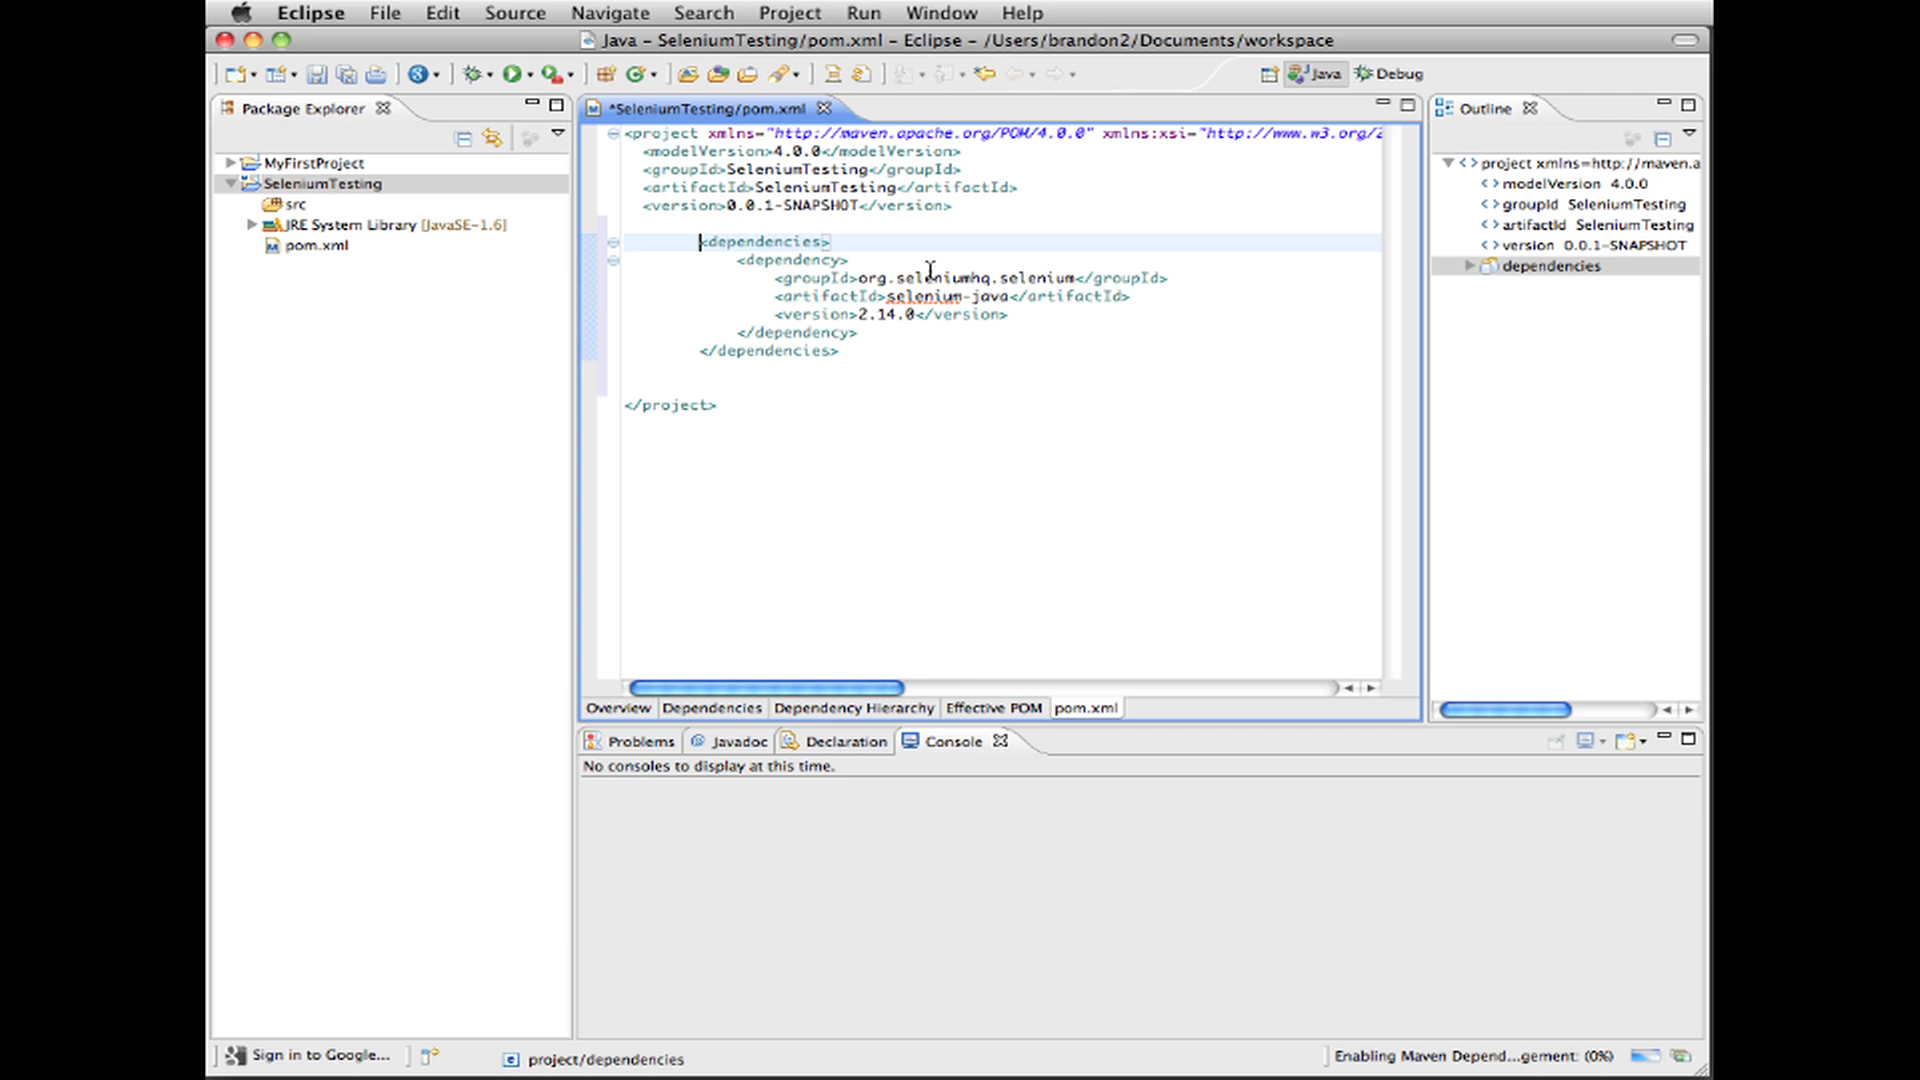 Eclipse File Edit Source Navigate Search Project Run Window Help
Java – SeleniumTesting/pom.xml – Eclipse – /Users/brandon2/Documents/workspace
Java Debug
Package Explorer
MyFirstProject
SeleniumTesting
src
JRE System Library [JavaSE-1.6]
pom.xml
*SeleniumTesting/pom.xml
<project xmlns="http://maven.apache.org/POM/4.0.0" xmlns:xsi="http://www.w3.org/2
<modelVersion>4.0.0</modelVersion>
<groupId>SeleniumTesting</groupId>
<artifactId>SeleniumTesting</artifactId>
<version>0.0.1-SNAPSHOT</version>
<dependencies>
<dependency>
<groupId>org.seleniumhq.selenium</groupId>
<artifactId>selenium-java</artifactId>
<version>2.14.0</version>
</dependency>
</dependencies>
</project>
Overview Dependencies Dependency Hierarchy Effective POM pom.xml
Outline
project xmlns=http://maven.a
modelVersion 4.0.0
groupId SeleniumTesting
artifactId SeleniumTesting
version 0.0.1-SNAPSHOT
dependencies
Problems Javadoc Declaration Console
No consoles to display at this time.
Sign in to Google...
project/dependencies
Enabling Maven Depend...gement: (0%)